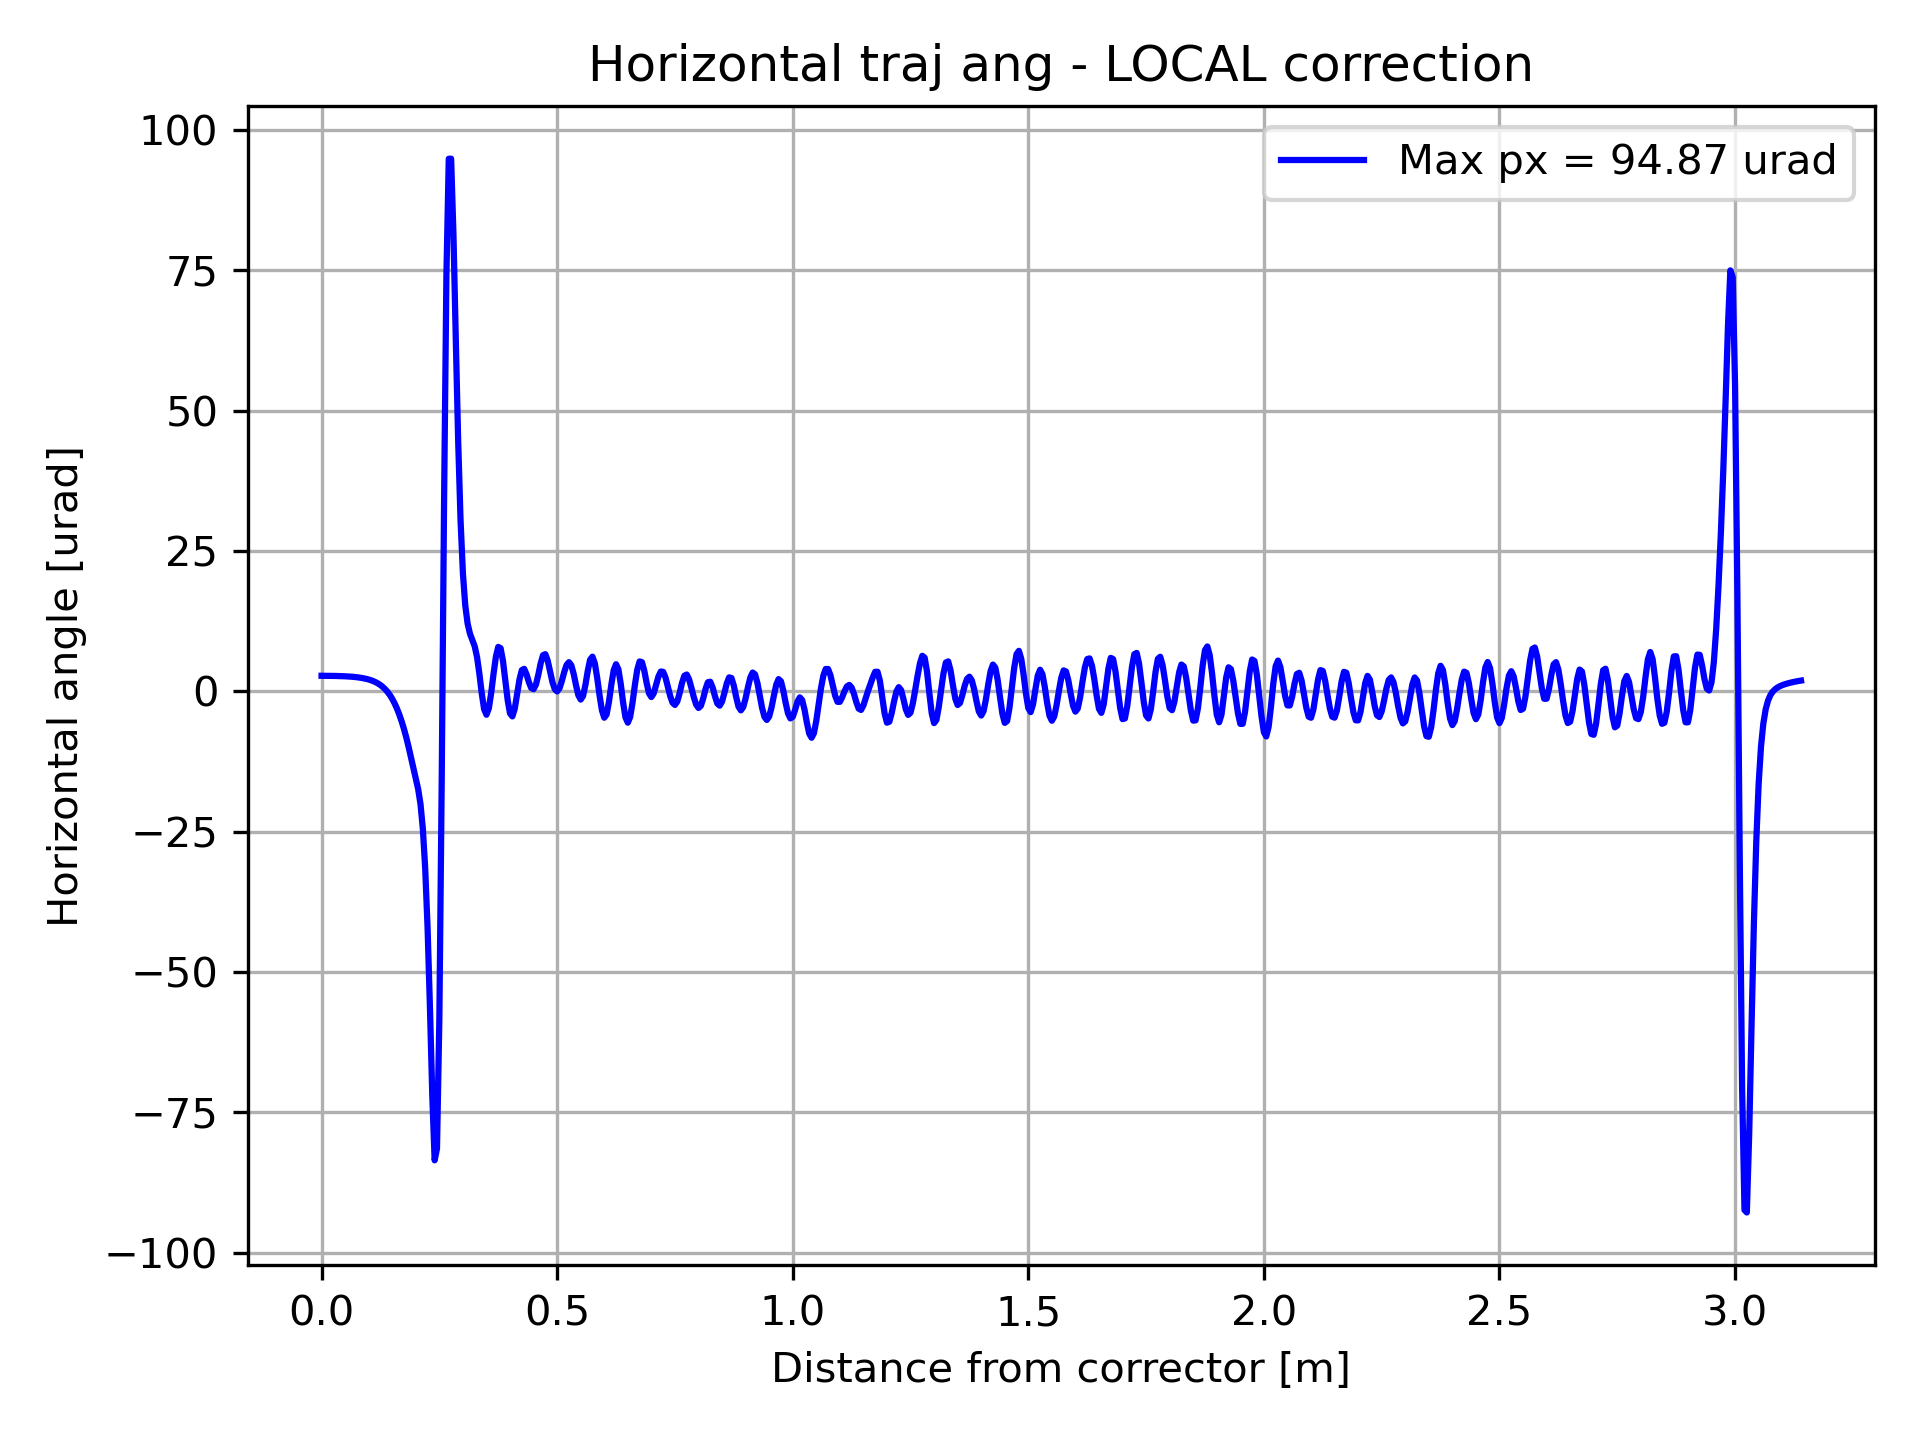 Horizontal traj ang - LOCAL correction
Max px = 94.87 urad
Horizontal angle [urad]
100
75
50
25
0
−25
−50
−75
−100
0.0 0.5 1.0 1.5 2.0 2.5 3.0
Distance from corrector [m]